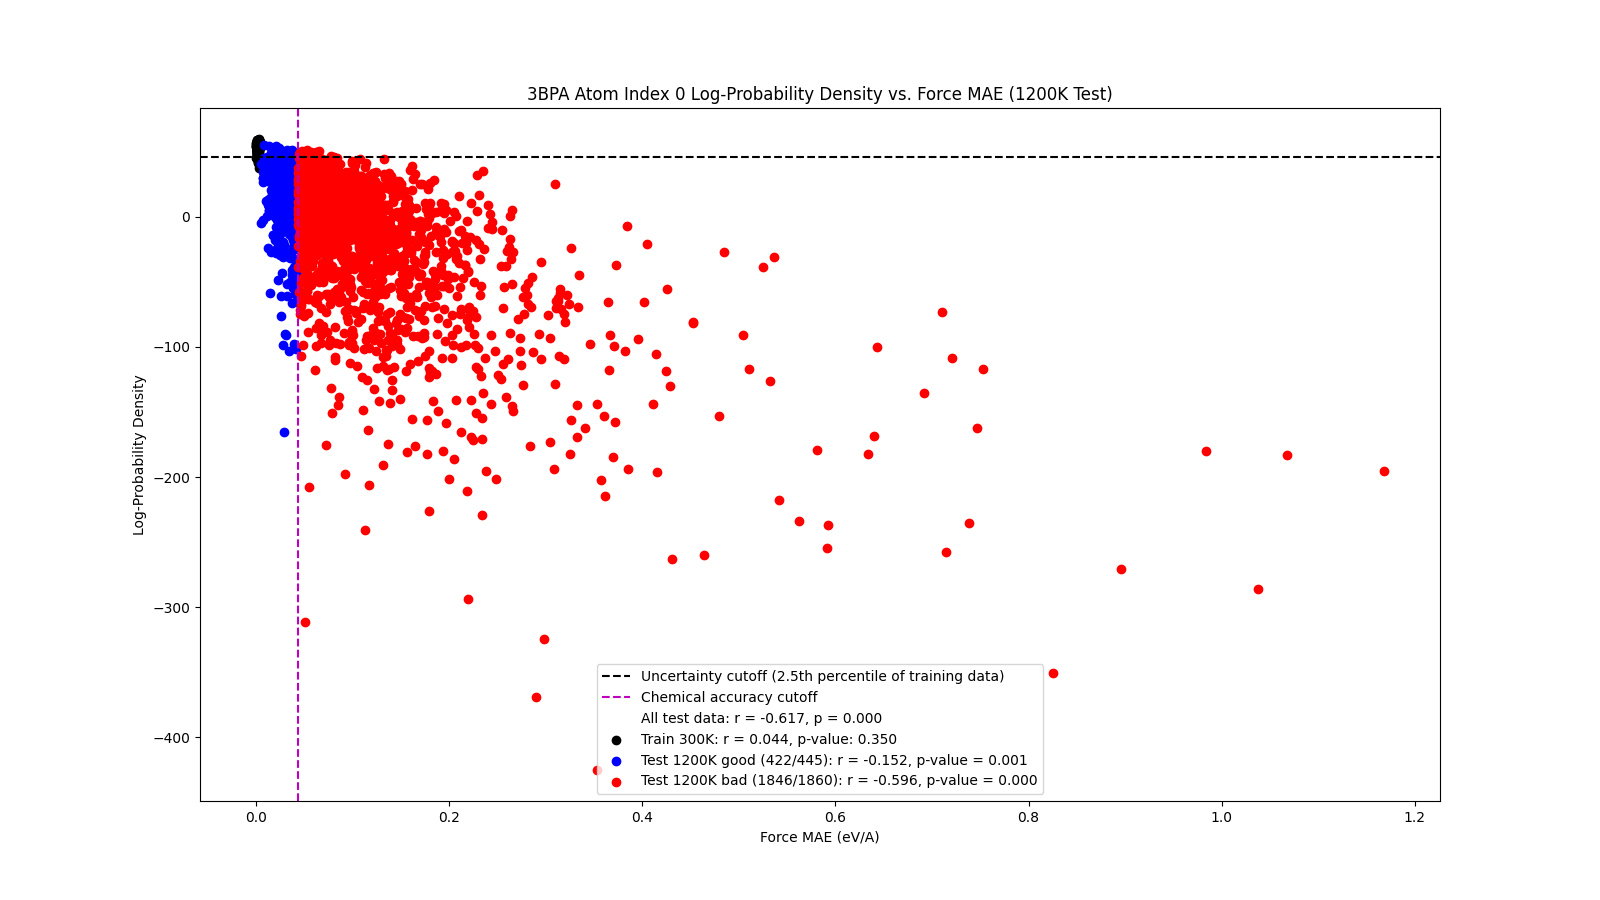 3BPA Atom Index 0 Log-Probability Density vs. Force MAE (1200K Test)
Log-Probability Density
0
−100
−200
−300
−400
Uncertainty cutoff (2.5th percentile of training data)
Chemical accuracy cutoff
All test data: r = -0.617, p = 0.000
Train 300K: r = 0.044, p-value: 0.350
Test 1200K good (422/445): r = -0.152, p-value = 0.001
Test 1200K bad (1846/1860): r = -0.596, p-value = 0.000
0.0 0.2 0.4 0.6 0.8 1.0 1.2
Force MAE (eV/A)